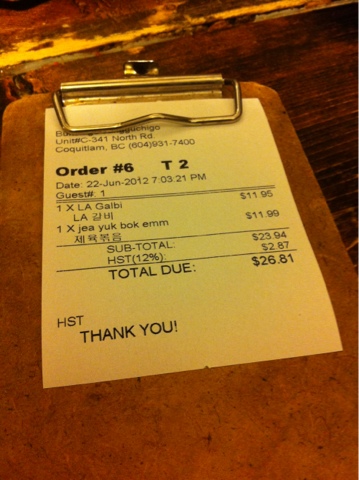 Unit#C-341 North Rd.
Coquitlam, BC (604)931-7400
Order #6 T 2
Date: 22-Jun-2012 7:03:21 PM
Guest#: 1
1 X LA Galbi $11.95
LA 갈비
1 X jea yuk bok emm $11.99
제육볶음
SUB-TOTAL: $23.94
HST(12%): $2.87
TOTAL DUE: $26.81
HST
THANK YOU!